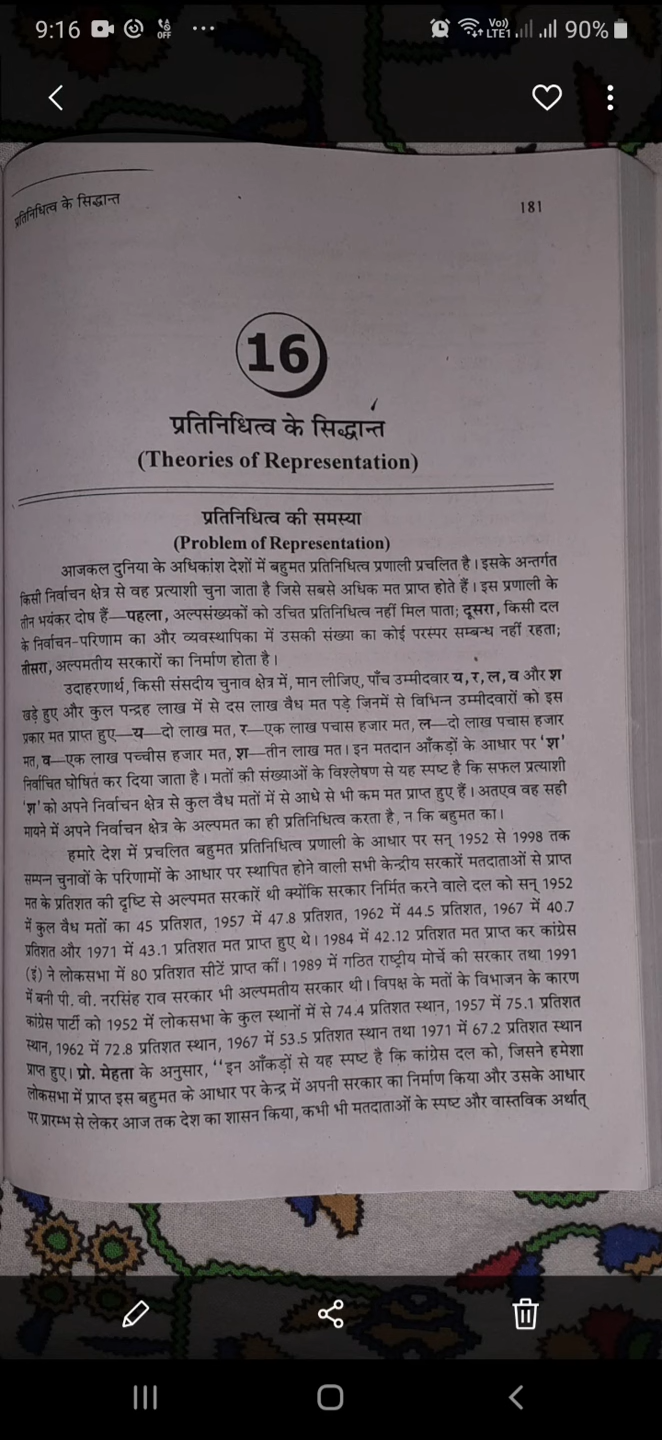 9:16
OFF
Vo))
LTE1
90%
प्रतिनिधित्व के सिद्धान्त
181
16
प्रतिनिधित्व के सिद्धान्त
(Theories of Representation)
प्रतिनिधित्व की समस्या
(Problem of Representation)
आजकल दुनिया के अधिकांश देशों में बहुमत प्रतिनिधित्व प्रणाली प्रचलित है। इसके अन्तर्गत
किसी निर्वाचन क्षेत्र से वह प्रत्याशी चुना जाता है जिसे सबसे अधिक मत प्राप्त होते हैं। इस प्रणाली के
तीन भयंकर दोष हैं—पहला, अल्पसंख्यकों को उचित प्रतिनिधित्व नहीं मिल पाता; दूसरा, किसी दल
के निर्वाचन-परिणाम का और व्यवस्थापिका में उसकी संख्या का कोई परस्पर सम्बन्ध नहीं रहता;
तीसरा, अल्पमतीय सरकारों का निर्माण होता है।
उदाहरणार्थ, किसी संसदीय चुनाव क्षेत्र में, मान लीजिए, पाँच उम्मीदवार य, र, ल, व और श
खड़े हुए और कुल पन्द्रह लाख में से दस लाख वैध मत पड़े जिनमें से विभिन्न उम्मीदवारों को इस
प्रकार मत प्राप्त हुए—य—दो लाख मत, र—एक लाख पचास हजार मत, ल—दो लाख पचास हजार
मत, व—एक लाख पच्चीस हजार मत, श—तीन लाख मत। इन मतदान आँकड़ों के आधार पर 'श'
निर्वाचित घोषित कर दिया जाता है। मतों की संख्याओं के विश्लेषण से यह स्पष्ट है कि सफल प्रत्याशी
'श' को अपने निर्वाचन क्षेत्र से कुल वैध मतों में से आधे से भी कम मत प्राप्त हुए हैं। अतएव वह सही
मायने में अपने निर्वाचन क्षेत्र के अल्पमत का ही प्रतिनिधित्व करता है, न कि बहुमत का।
हमारे देश में प्रचलित बहुमत प्रतिनिधित्व प्रणाली के आधार पर सन् 1952 से 1998 तक
सम्पन्न चुनावों के परिणामों के आधार पर स्थापित होने वाली सभी केन्द्रीय सरकारें मतदाताओं से प्राप्त
मत के प्रतिशत की दृष्टि से अल्पमत सरकारें थी क्योंकि सरकार निर्मित करने वाले दल को सन् 1952
में कुल वैध मतों का 45 प्रतिशत, 1957 में 47.8 प्रतिशत, 1962 में 44.5 प्रतिशत, 1967 में 40.7
प्रतिशत और 1971 में 43.1 प्रतिशत मत प्राप्त हुए थे। 1984 में 42.12 प्रतिशत मत प्राप्त कर कांग्रेस
(इं) ने लोकसभा में 80 प्रतिशत सीटें प्राप्त कीं। 1989 में गठित राष्ट्रीय मोर्चे की सरकार तथा 1991
में बनी पी. वी. नरसिंह राव सरकार भी अल्पमतीय सरकार थी। विपक्ष के मतों के विभाजन के कारण
कांग्रेस पार्टी को 1952 में लोकसभा के कुल स्थानों में से 74.4 प्रतिशत स्थान, 1957 में 75.1 प्रतिशत
स्थान, 1962 में 72.8 प्रतिशत स्थान, 1967 में 53.5 प्रतिशत स्थान तथा 1971 में 67.2 प्रतिशत स्थान
प्राप्त हुए। प्रो. मेहता के अनुसार, ''इन आँकड़ों से यह स्पष्ट है कि कांग्रेस दल को, जिसने हमेशा
लोकसभा में प्राप्त इस बहुमत के आधार पर केन्द्र में अपनी सरकार का निर्माण किया और उसके आधार
पर प्रारम्भ से लेकर आज तक देश का शासन किया, कभी भी मतदाताओं के स्पष्ट और वास्तविक अर्थात्